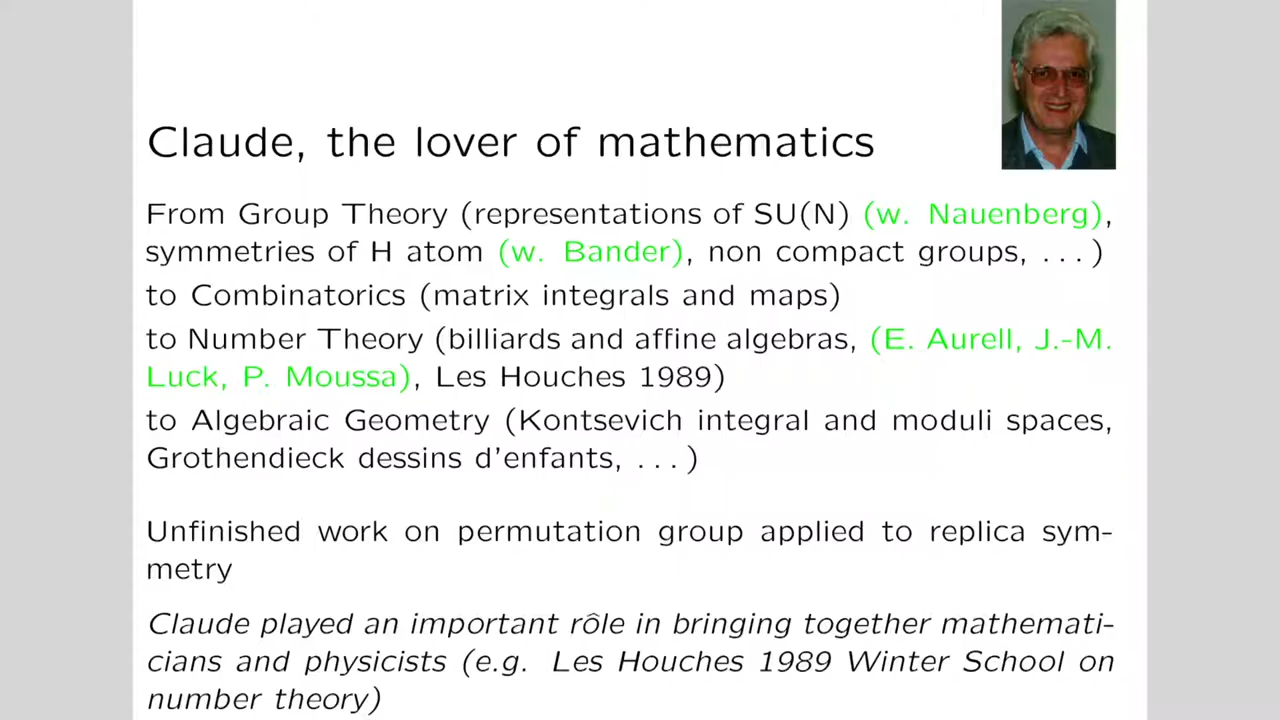 Claude, the lover of mathematics
From Group Theory (representations of SU(N) (w. Nauenberg),
symmetries of H atom (w. Bander), non compact groups, ...)
to Combinatorics (matrix integrals and maps)
to Number Theory (billiards and affine algebras, (E. Aurell, J.-M.
Luck, P. Moussa), Les Houches 1989)
to Algebraic Geometry (Kontsevich integral and moduli spaces,
Grothendieck dessins d'enfants, ...)
Unfinished work on permutation group applied to replica sym-
metry
Claude played an important rôle in bringing together mathemati-
cians and physicists (e.g. Les Houches 1989 Winter School on
number theory)